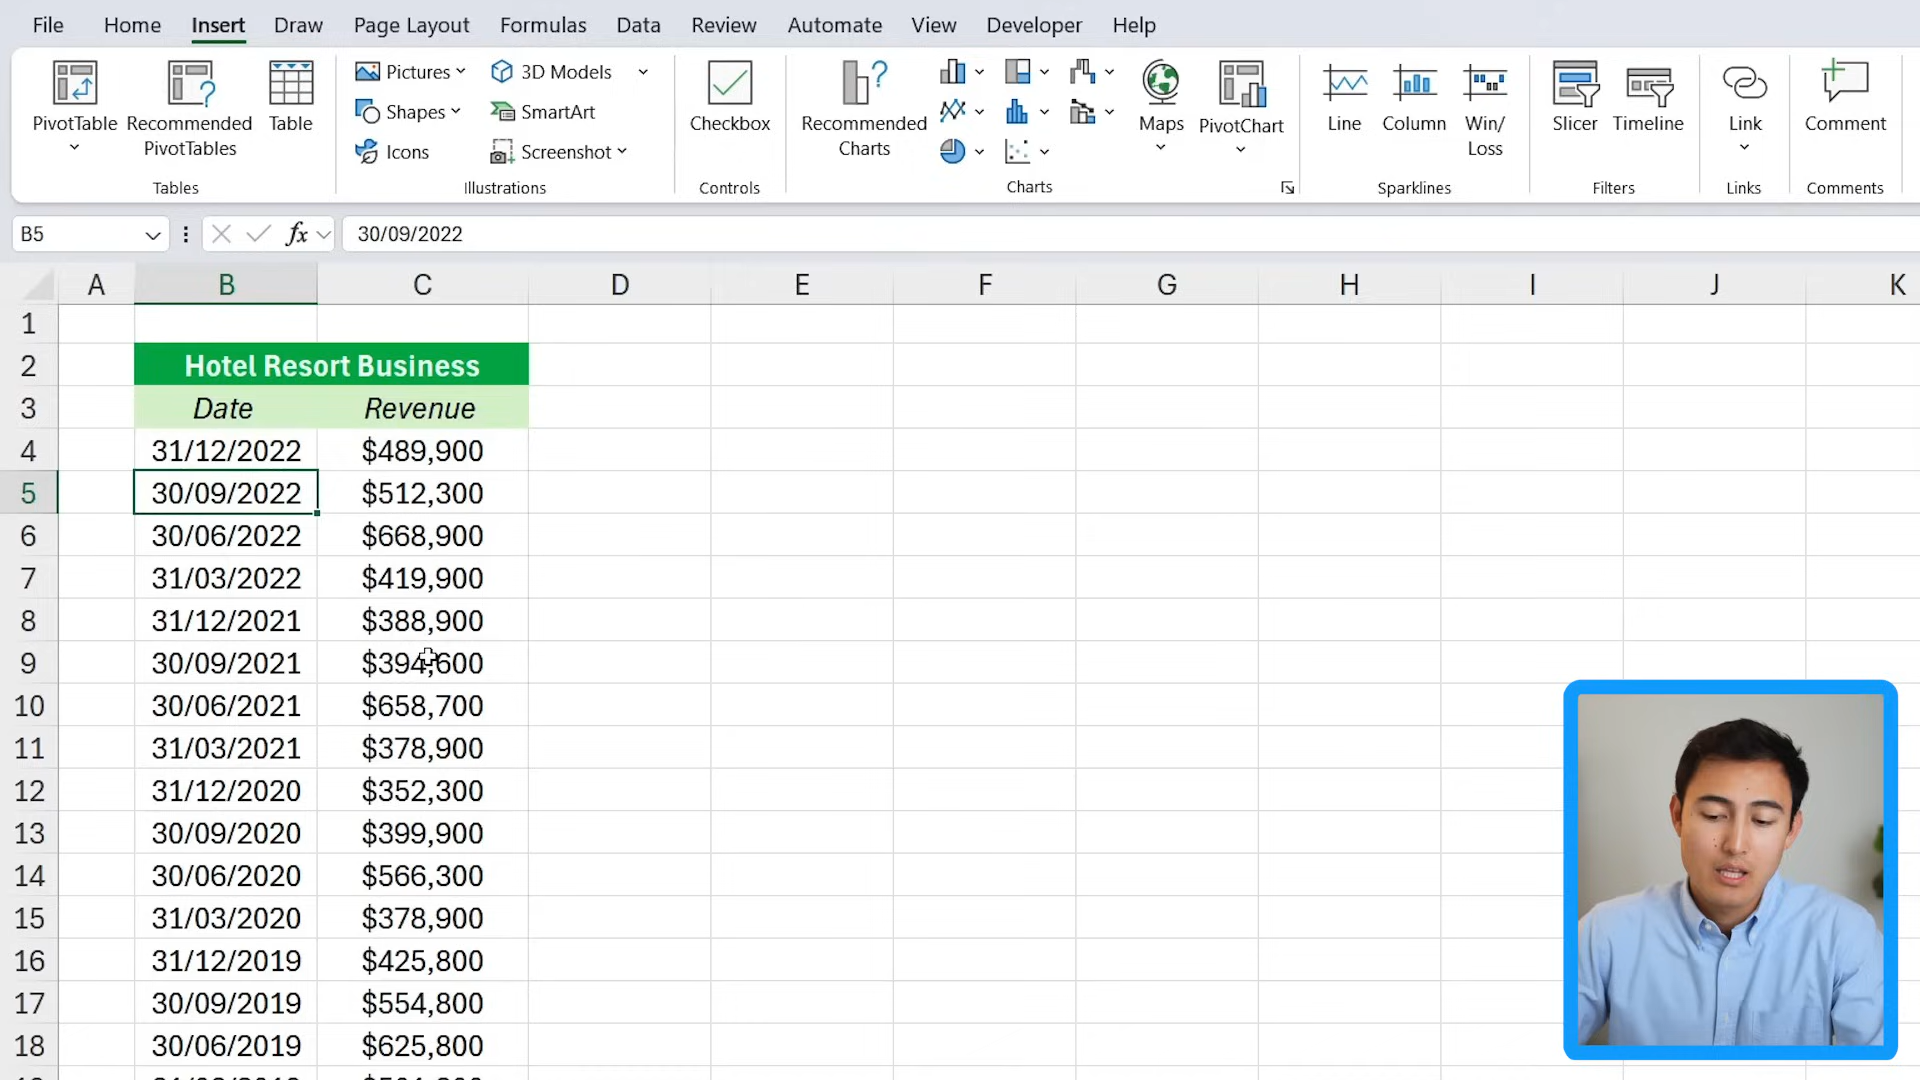 File Home Insert Draw Page Layout Formulas Data Review Automate View Developer Help
PivotTable
Recommended PivotTables
Table
Tables
Pictures
Shapes
Icons
3D Models
SmartArt
Screenshot
Illustrations
Checkbox
Controls
Recommended Charts
Maps
PivotChart
Charts
Line
Column
Win/ Loss
Sparklines
Slicer
Timeline
Filters
Link
Links
Comment
Comments
B5 fx 30/09/2022
A B C D E F G H I J K
1
2 Hotel Resort Business
3 Date Revenue
4 31/12/2022 $489,900
5 30/09/2022 $512,300
6 30/06/2022 $668,900
7 31/03/2022 $419,900
8 31/12/2021 $388,900
9 30/09/2021 $394,600
10 30/06/2021 $658,700
11 31/03/2021 $378,900
12 31/12/2020 $352,300
13 30/09/2020 $399,900
14 30/06/2020 $566,300
15 31/03/2020 $378,900
16 31/12/2019 $425,800
17 30/09/2019 $554,800
18 30/06/2019 $625,800